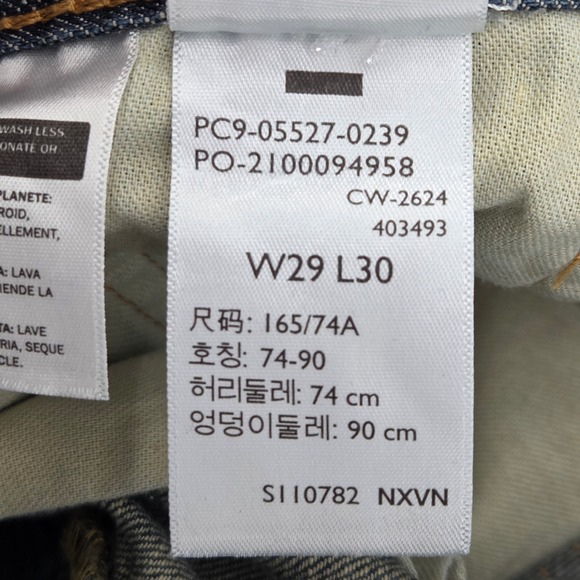 WASH LESS
ONATE OR
PLANETE:
ROID,
ELLEMENT,
A: LAVA
IENDE LA
TA: LAVE
RIA, SEQUE
CLE.
PC9-05527-0239
PO-2100094958
CW-2624
403493
W29 L30
尺码: 165/74A
호칭: 74-90
허리둘레: 74 cm
엉덩이둘레: 90 cm
S110782 NXVN